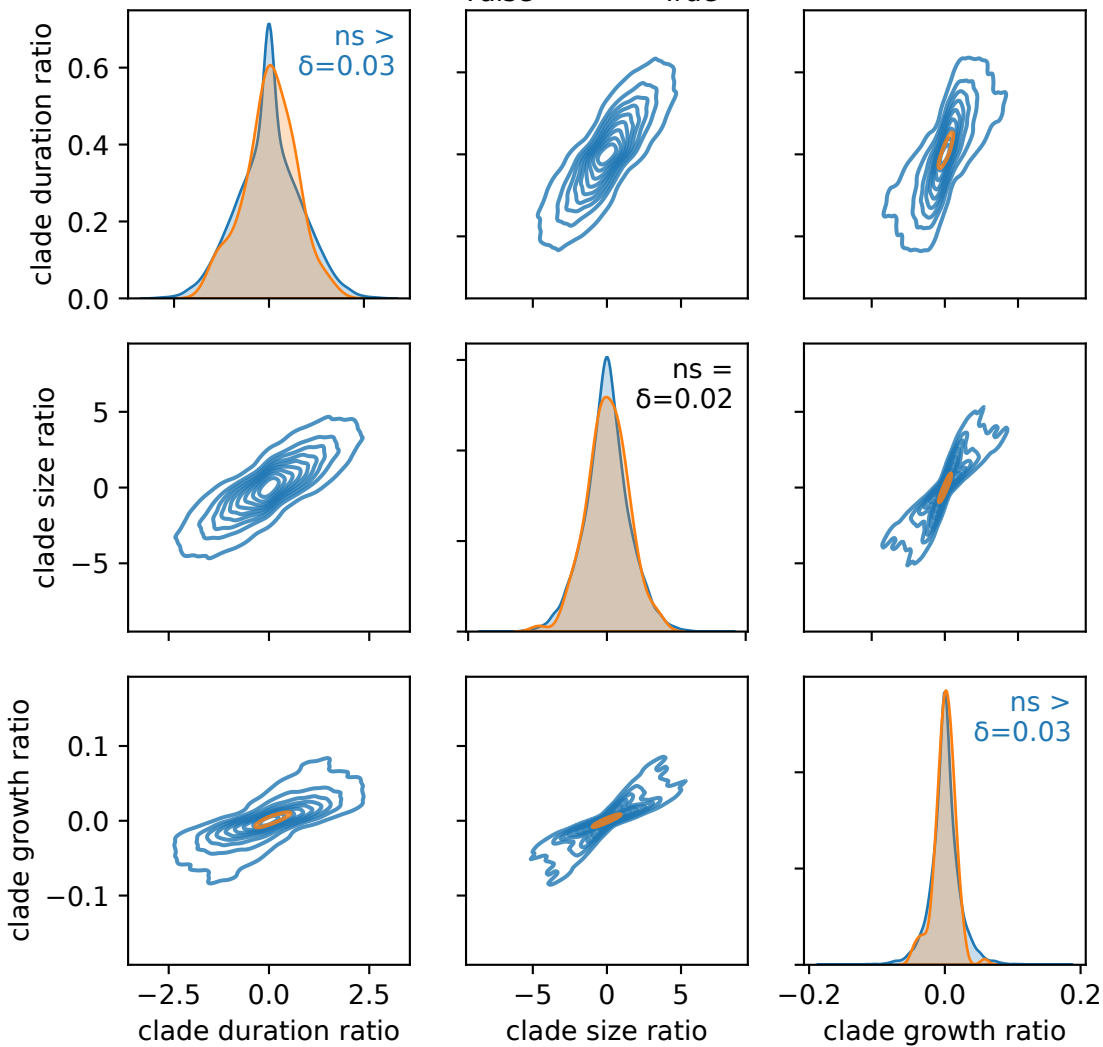 clade duration ratio
0.6
0.4
0.2
0.0
ns >
δ=0.03
clade size ratio
5
0
−5
ns =
δ=0.02
clade growth ratio
0.1
0.0
−0.1
ns >
δ=0.03
−2.5 0.0 2.5
−5 0 5
−0.2 0.0 0.2
clade duration ratio
clade size ratio
clade growth ratio